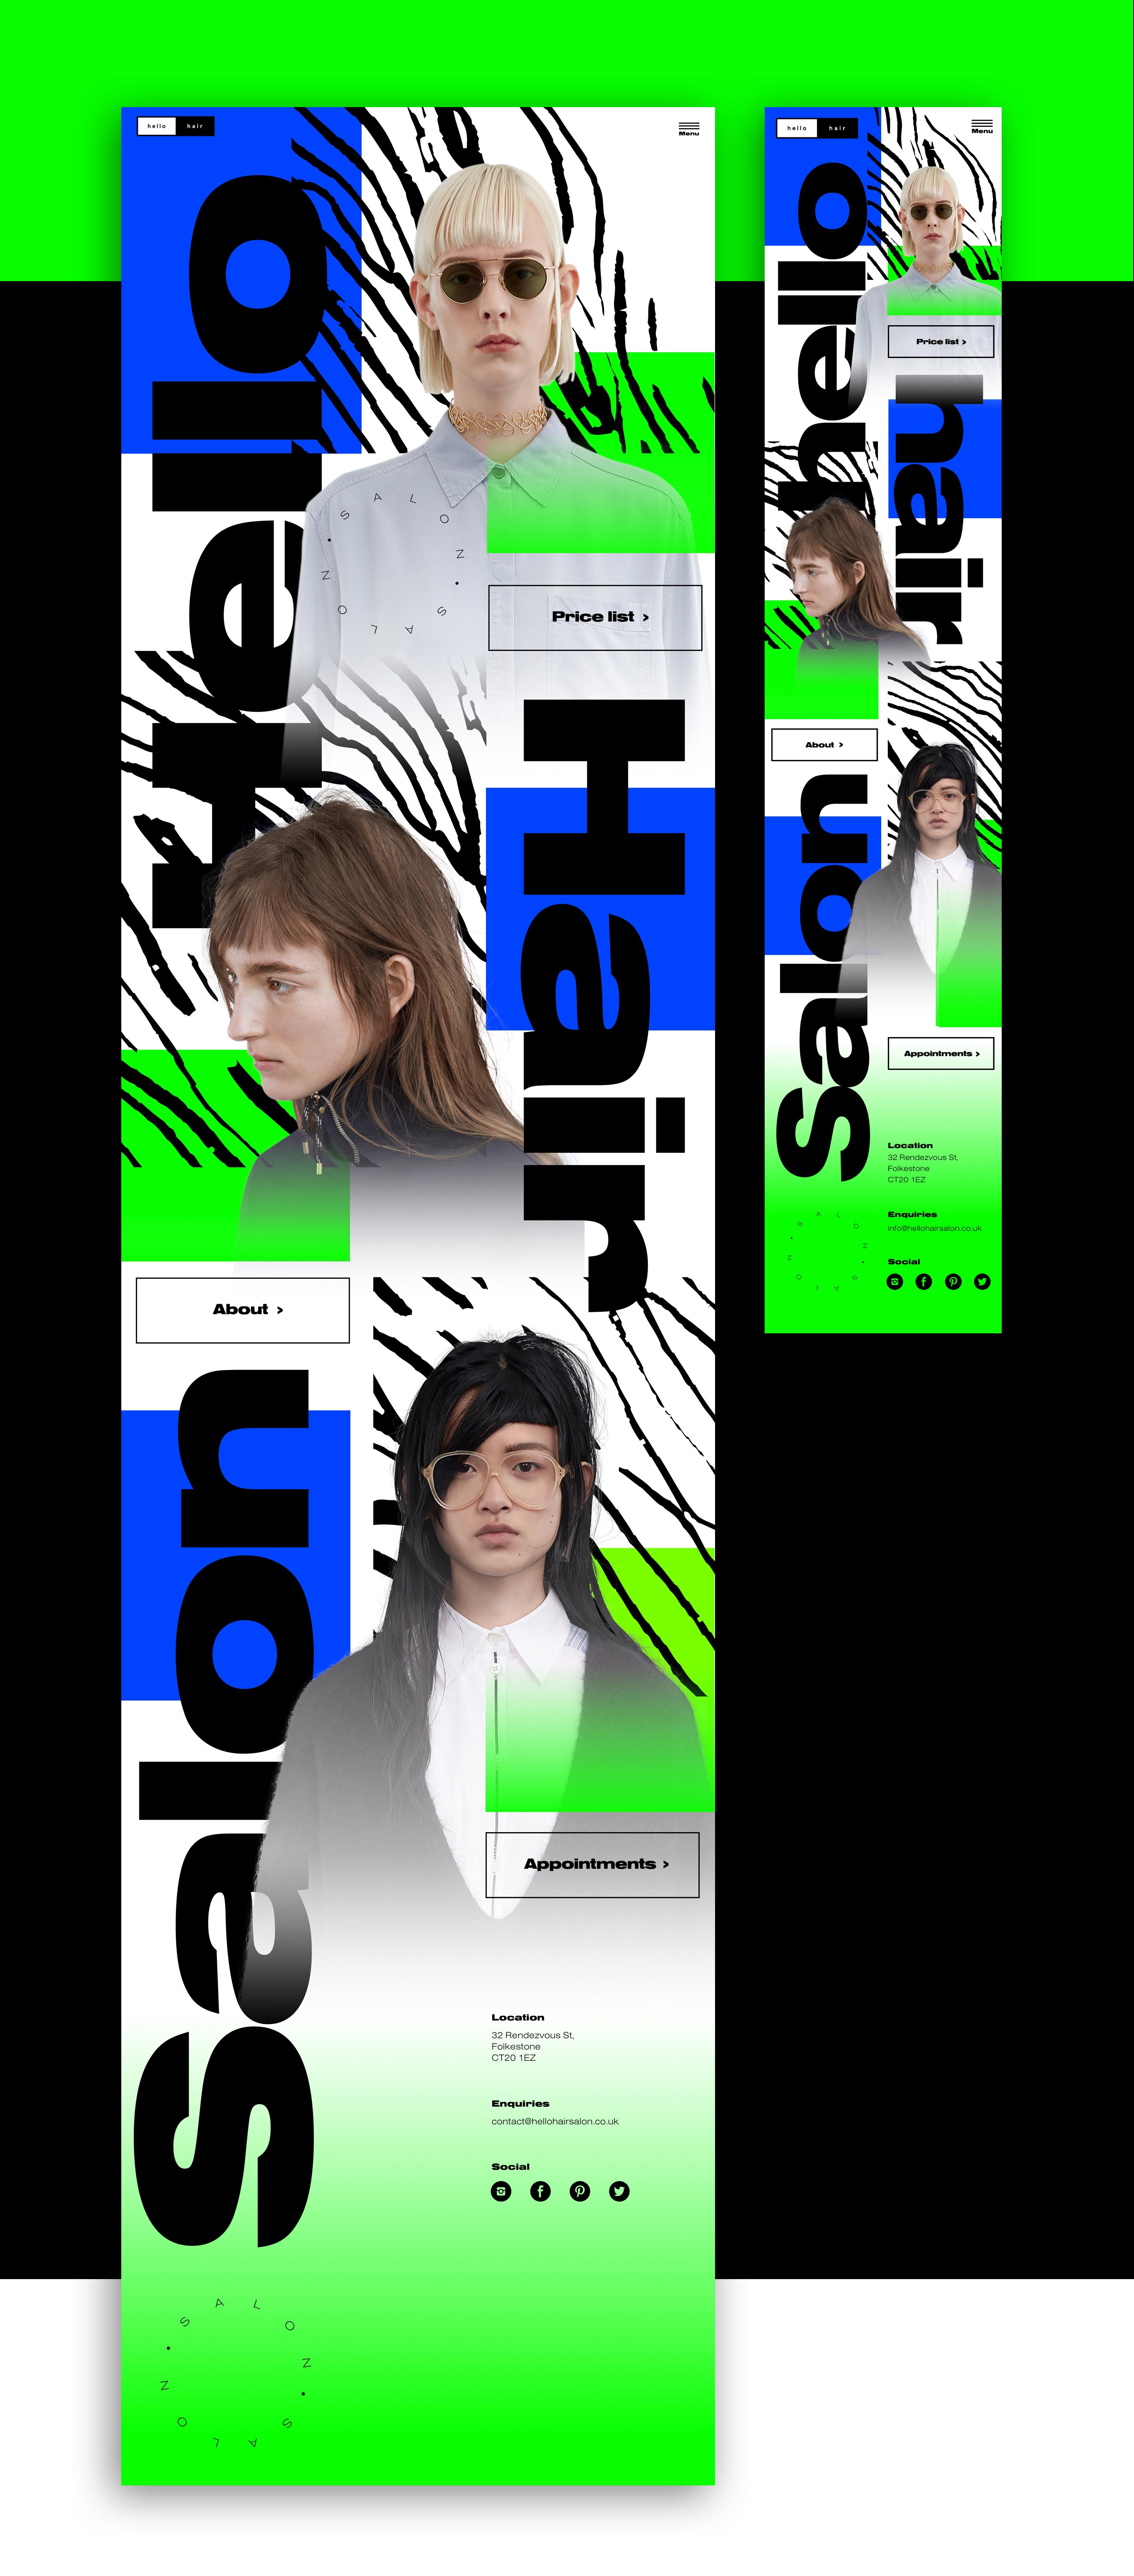 hello hair
Menu
Hello
SALON • SALON •
Price list ›
Hair
About ›
Salon
Appointments ›
Location
32 Rendezvous St,
Folkestone
CT20 1EZ
Enquiries
contact@hellohairsalon.co.uk
Social
SALON • SALON •
hello hair
Menu
hello
Price list ›
hair
About ›
Salon
Appointments ›
Location
32 Rendezvous St,
Folkestone
CT20 1EZ
Enquiries
info@hellohairsalon.co.uk
Social
SALON • SALON •